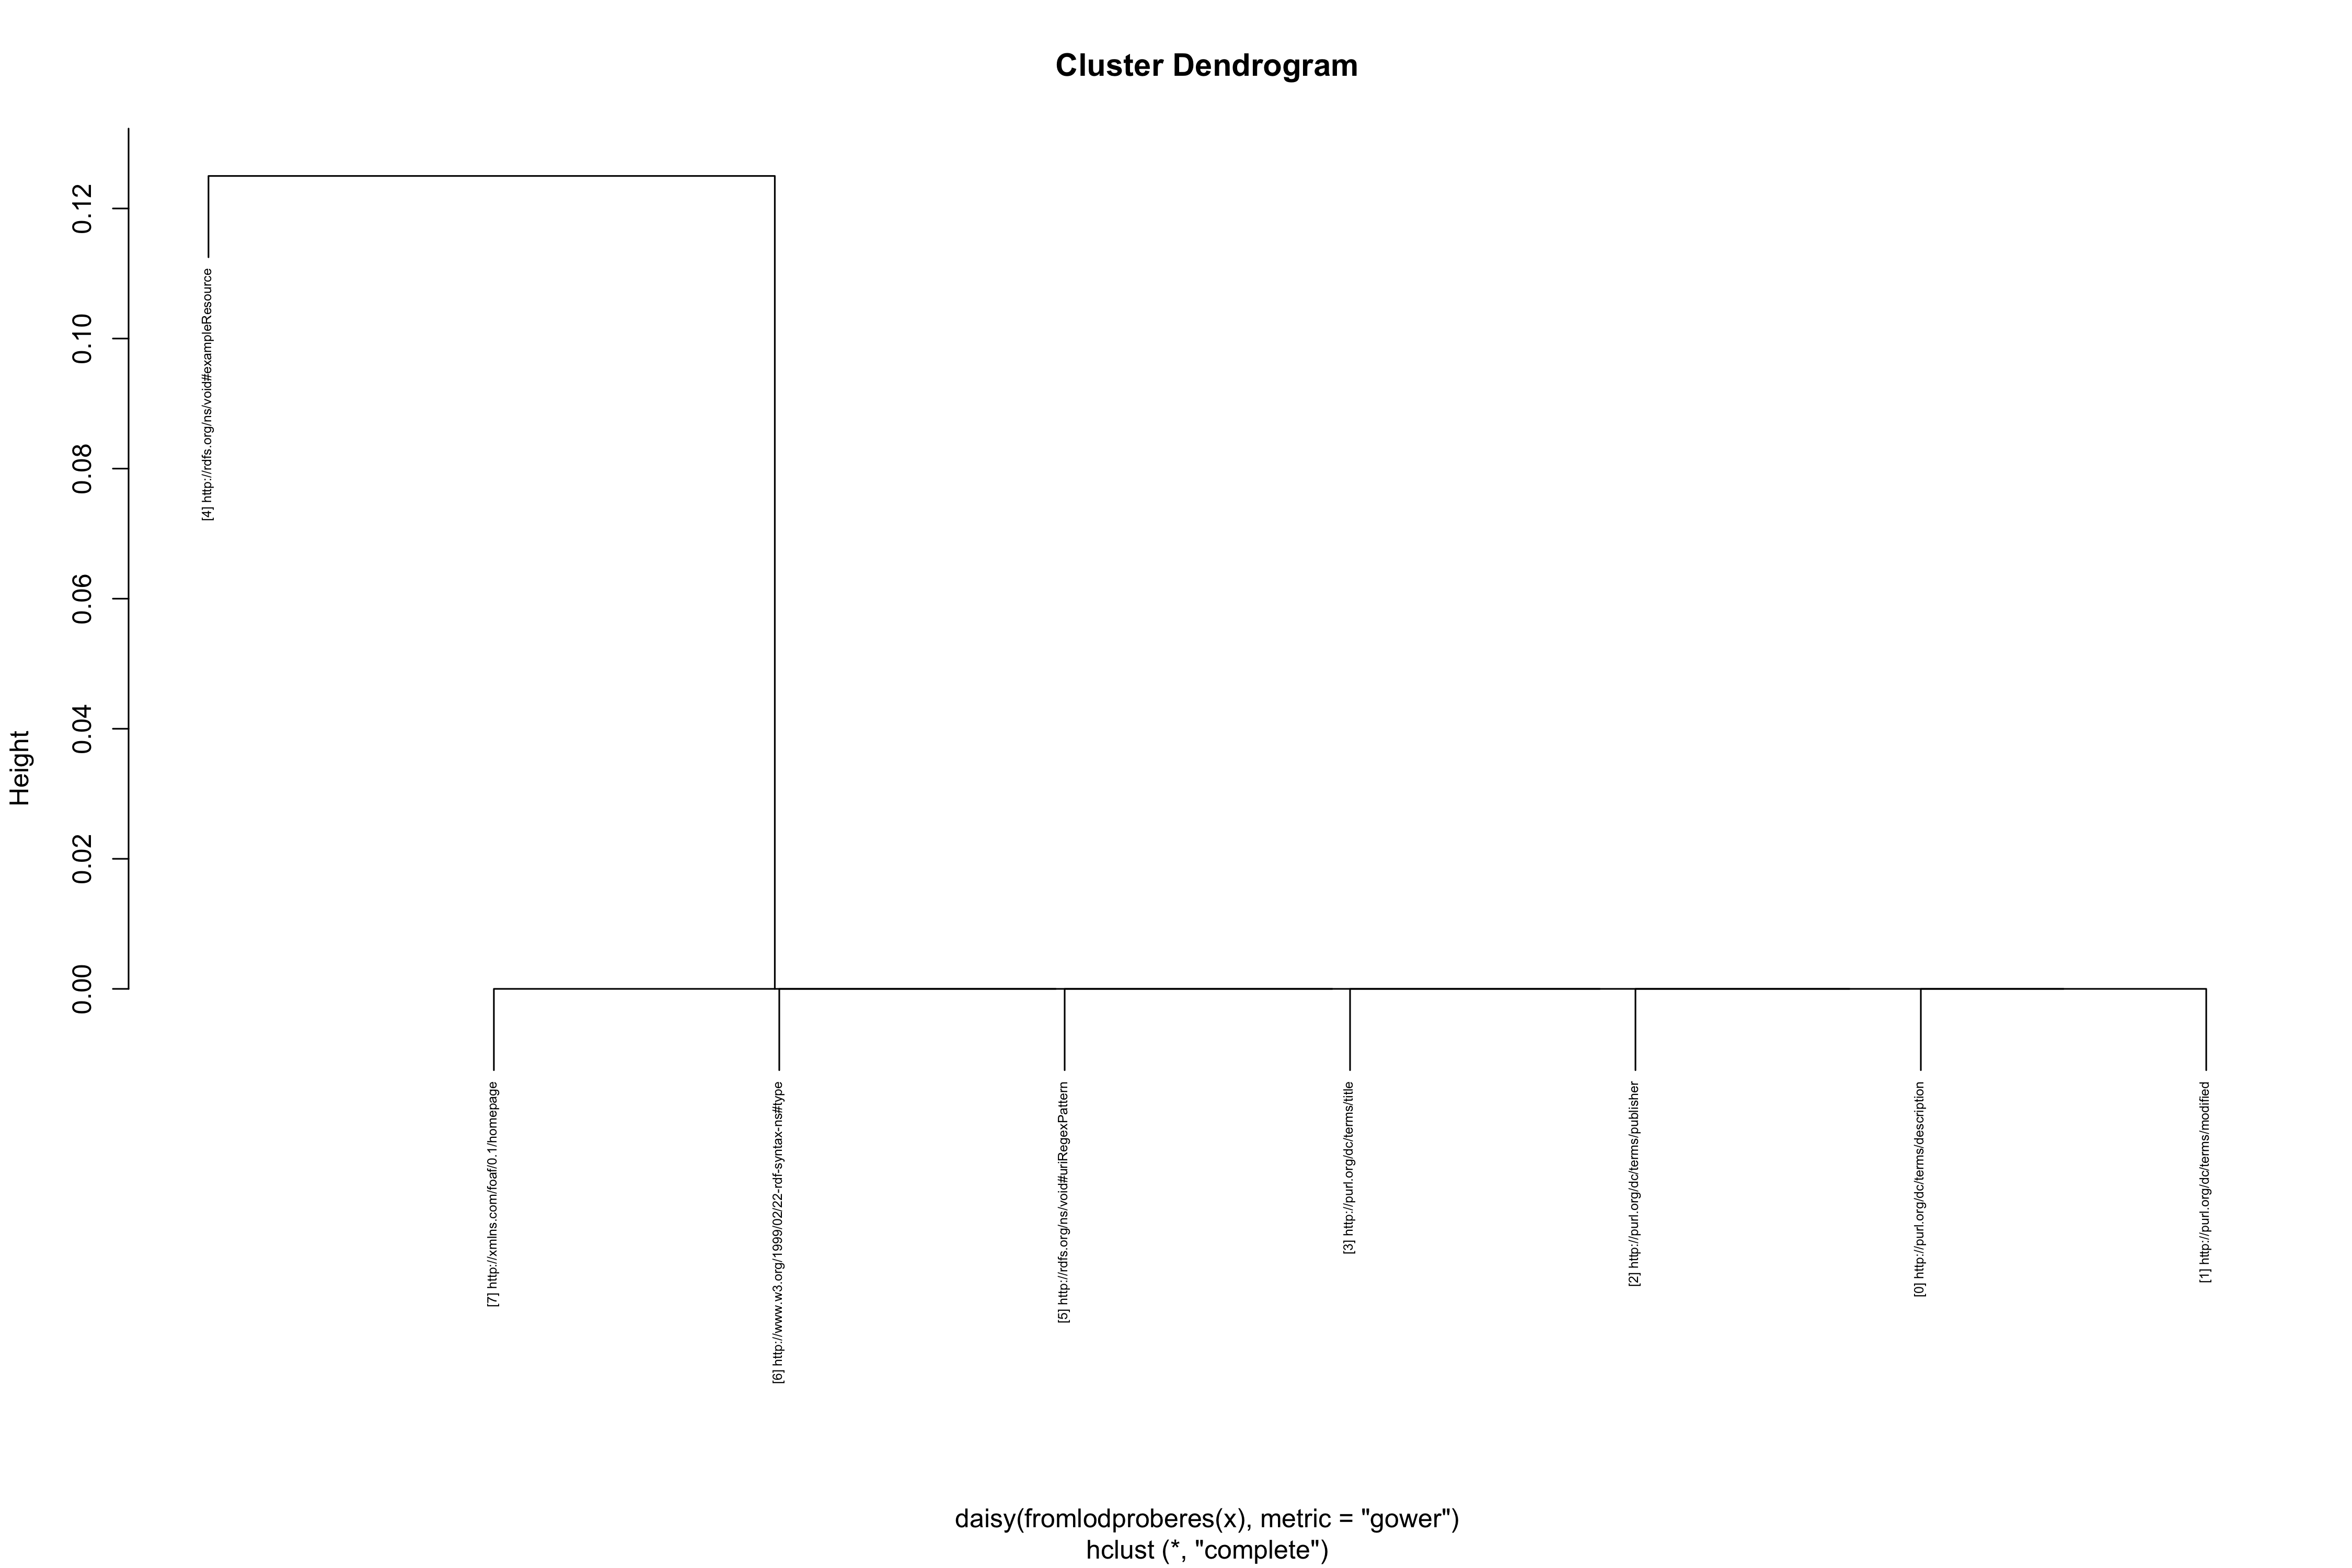 Cluster Dendrogram
Height
0.00
0.02
0.04
0.06
0.08
0.10
0.12
[4] http://rdfs.org/ns/void#exampleResource
[7] http://xmlns.com/foaf/0.1/homepage
[6] http://www.w3.org/1999/02/22-rdf-syntax-ns#type
[5] http://rdfs.org/ns/void#uriRegexPattern
[3] http://purl.org/dc/terms/title
[2] http://purl.org/dc/terms/publisher
[0] http://purl.org/dc/terms/description
[1] http://purl.org/dc/terms/modified
daisy(fromlodproberes(x), metric = "gower")
hclust (*, "complete")